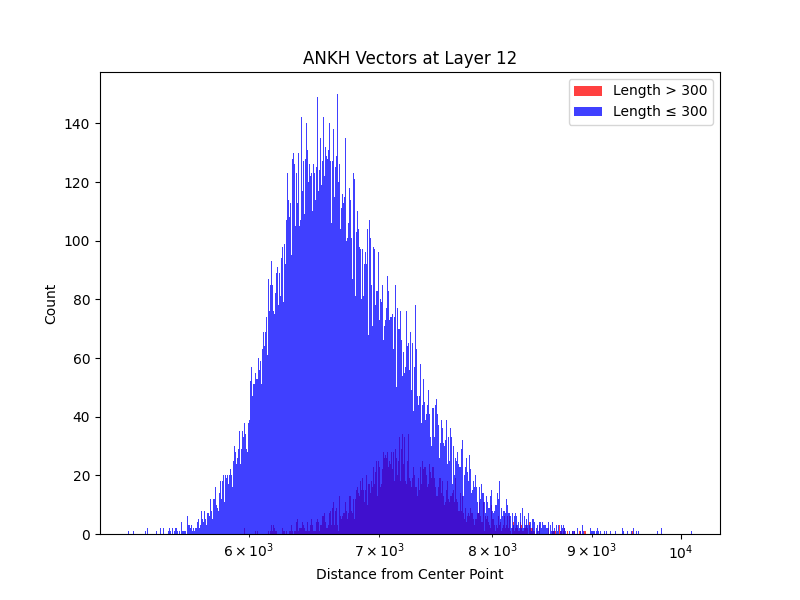 ANKH Vectors at Layer 12
Length > 300
Length ≤ 300
Count
140
120
100
80
60
40
20
0
6 × 10³
7 × 10³
8 × 10³
9 × 10³
10⁴
Distance from Center Point